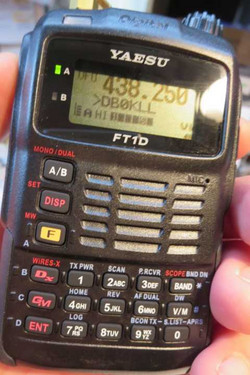 YAESU
A
VFO
438.250
B
>DB0KLL
A HI
FT1D
MIC
MONO/DUAL
A/B
SET
DISP
MW
F
A
WiRES-X TX PWR SCAN P.RCVR SCOPE BND DN
B DX 1 2ABC 3DEF BAND
HOME REV AF DUAL DW
C GM 4GHI 5JKL 6MNO V/M
LOG BCON TX B.LIST-APRS
D ENT 7PQRS 8TUV 9WXYZ 0